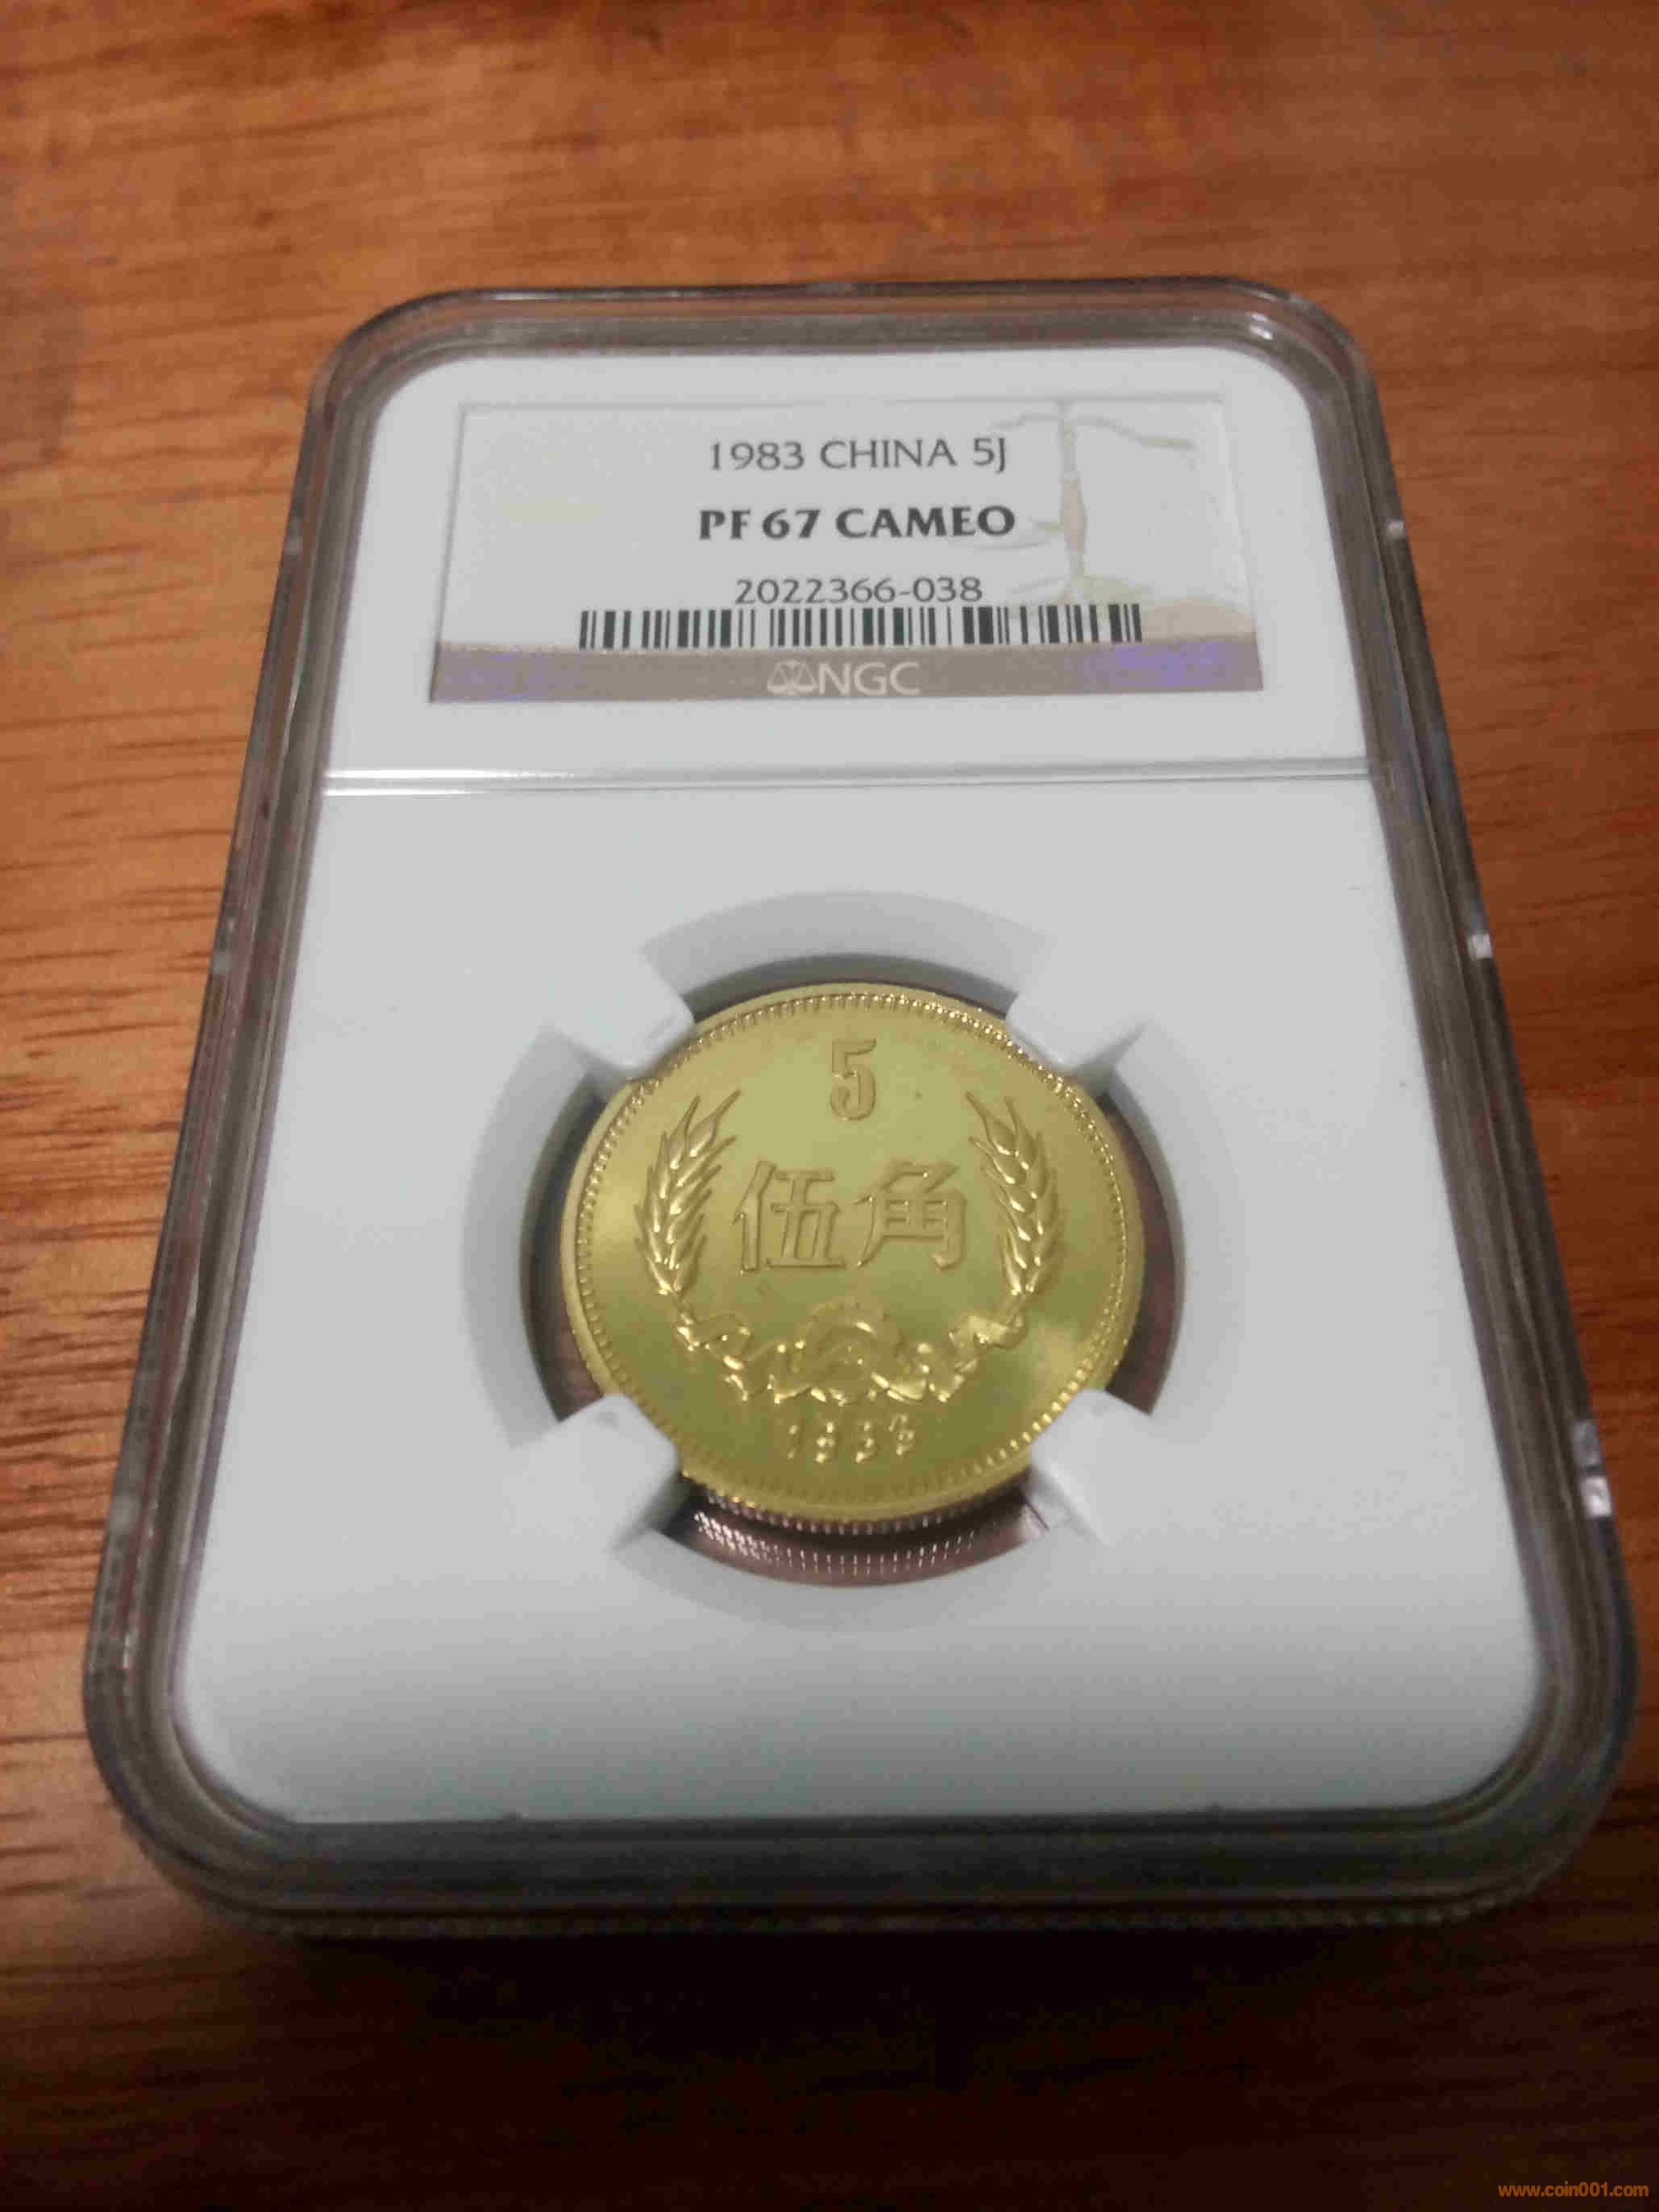 1983 CHINA 5J
PF 67 CAMEO
2022366-038
NGC
5
伍角
www.coin001.com